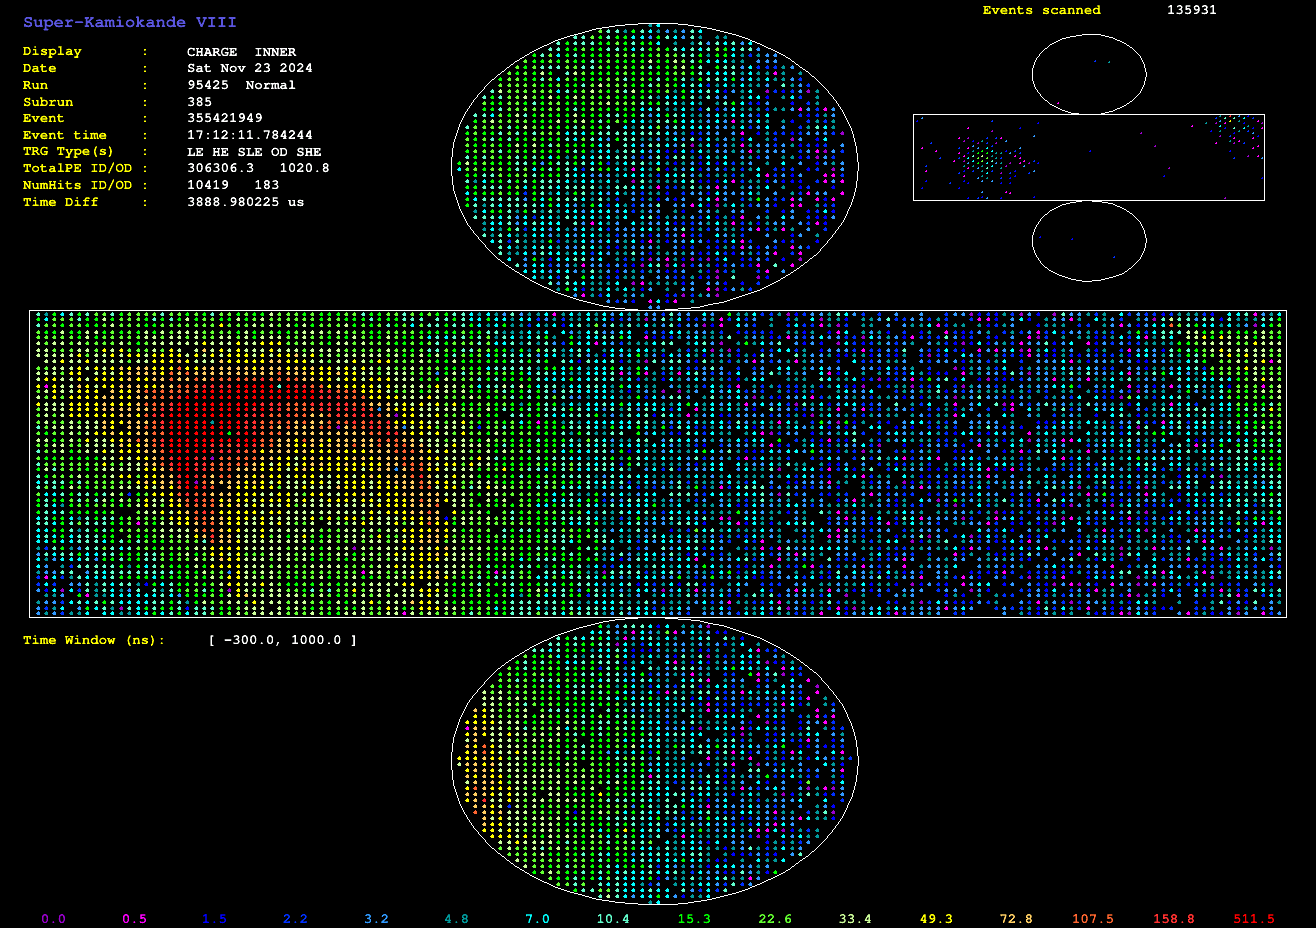 Super-Kamiokande VIII
Events scanned 135931
Display : CHARGE INNER
Date : Sat Nov 23 2024
Run : 95425 Normal
Subrun : 385
Event : 355421949
Event time : 17:12:11.784244
TRG Type(s) : LE HE SLE OD SHE
TotalPE ID/OD : 306306.3 1020.8
NumHits ID/OD : 10419 183
Time Diff : 3888.980225 us
Time Window (ns): [ -300.0, 1000.0 ]
0.0 0.5 1.5 2.2 3.2 4.8 7.0 10.4 15.3 22.6 33.4 49.3 72.8 107.5 158.8 511.5